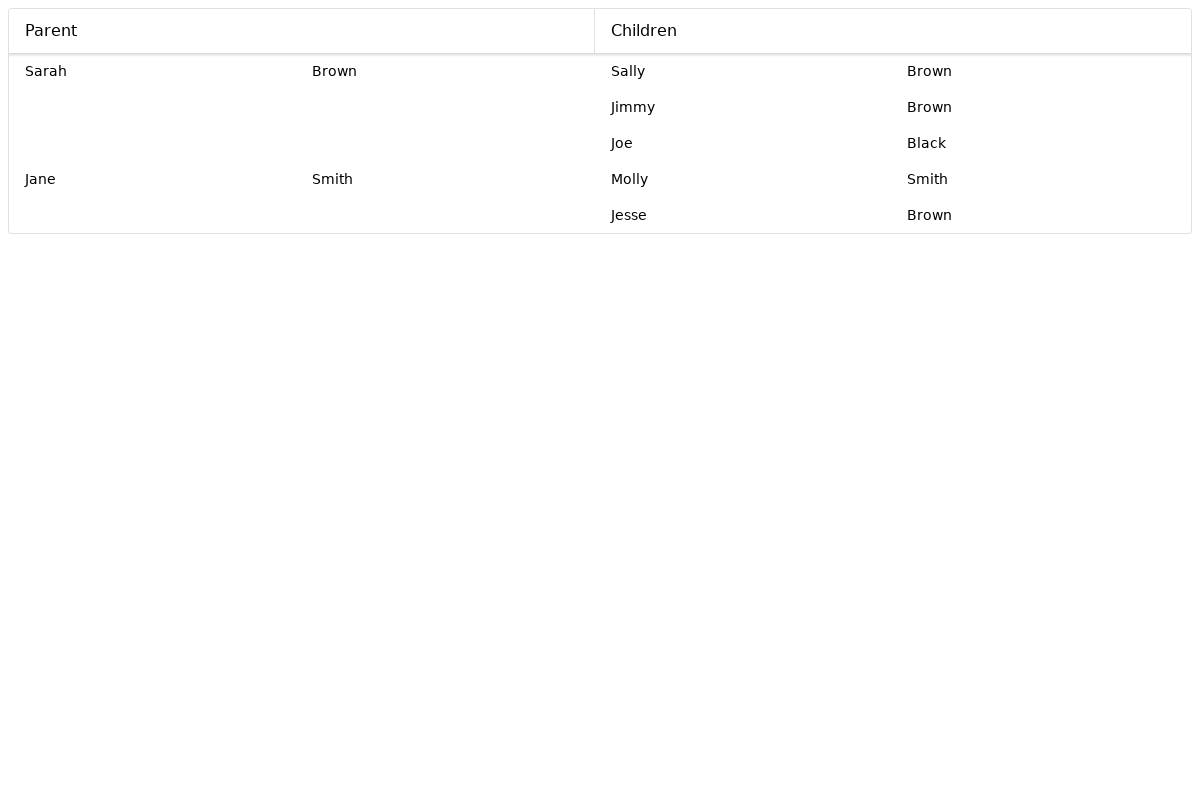 Parent Children
Sarah Brown Sally Brown
Jimmy Brown
Joe Black
Jane Smith Molly Smith
Jesse Brown